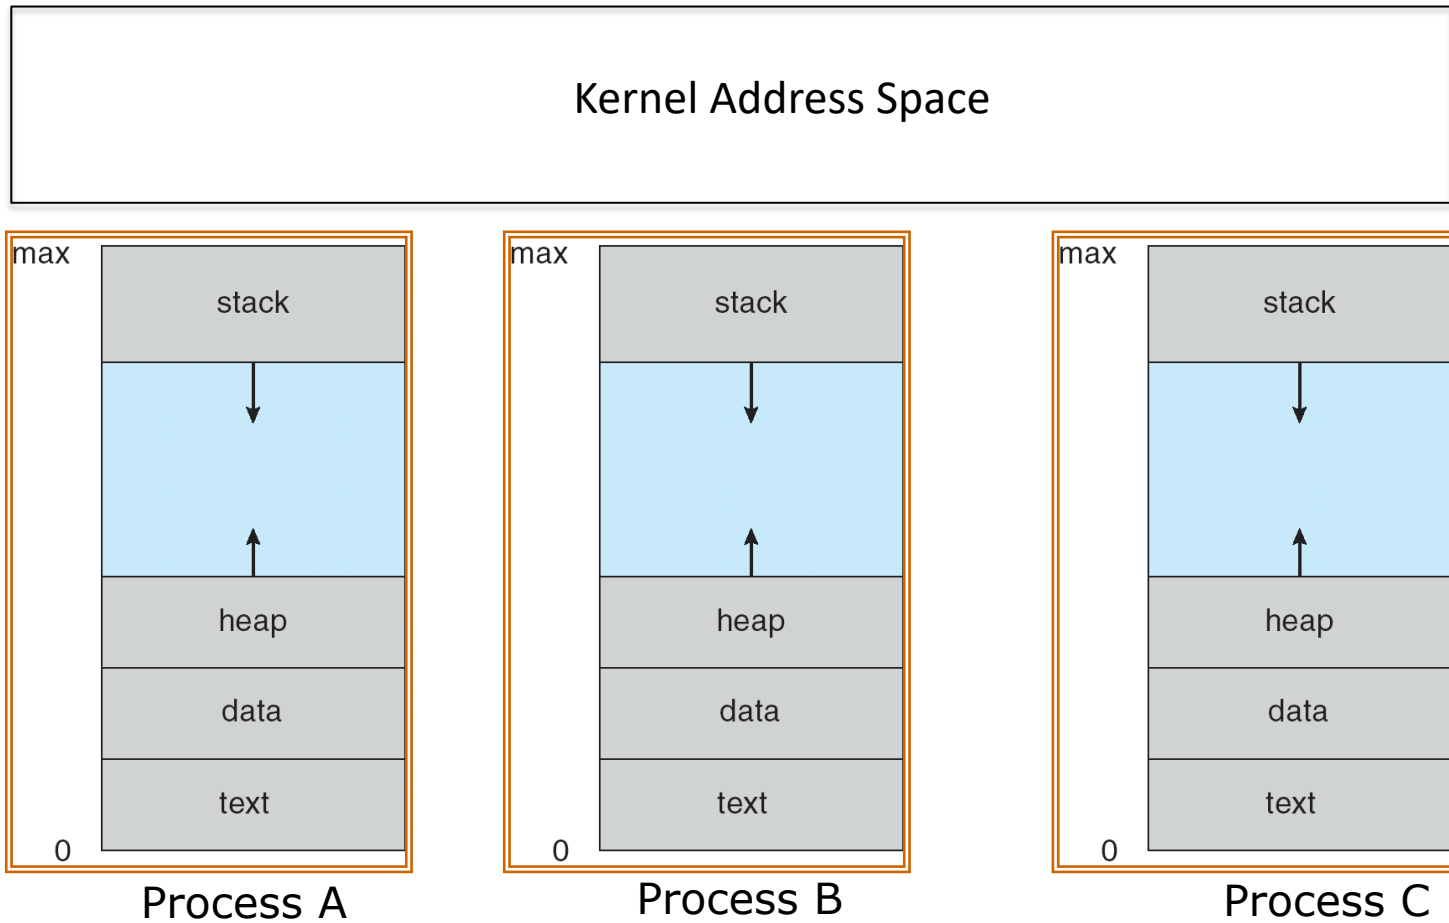 Kernel Address Space
max
stack
heap
data
text
0
Process A
max
stack
heap
data
text
0
Process B
max
stack
heap
data
text
0
Process C